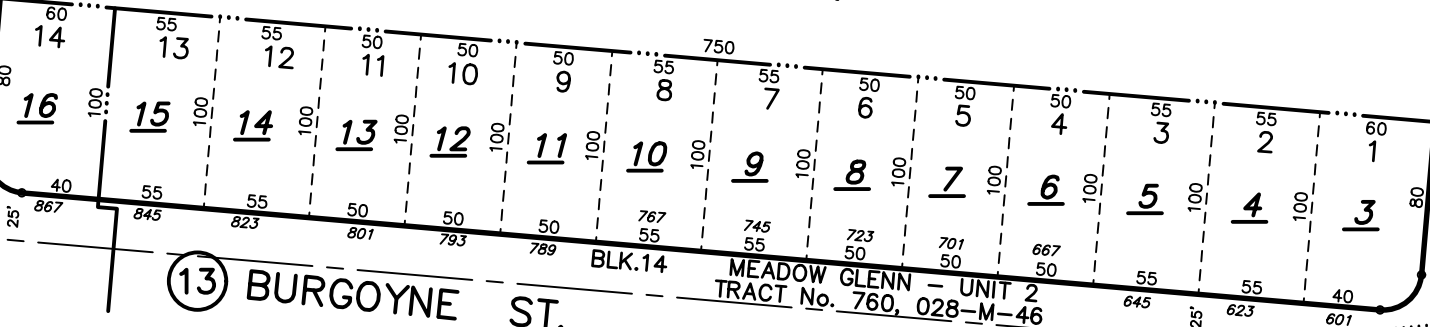 750
60 55 55 50 50 50 55 55 50 50 50 55 55 60
14 13 12 11 10 9 8 7 6 5 4 3 2 1
80 100 100 100 100 100 100 100 100 100 100 100 100 100 80
16 15 14 13 12 11 10 9 8 7 6 5 4 3
767 745 723 701 667
40 55 55 50 50 50 55 55 50 50 50 55 55 40
867 845 823 801 793 789 645 623 601
25' 25'
BLK.14
MEADOW GLENN - UNIT 2
TRACT No. 760, 028-M-46
13 BURGOYNE ST.